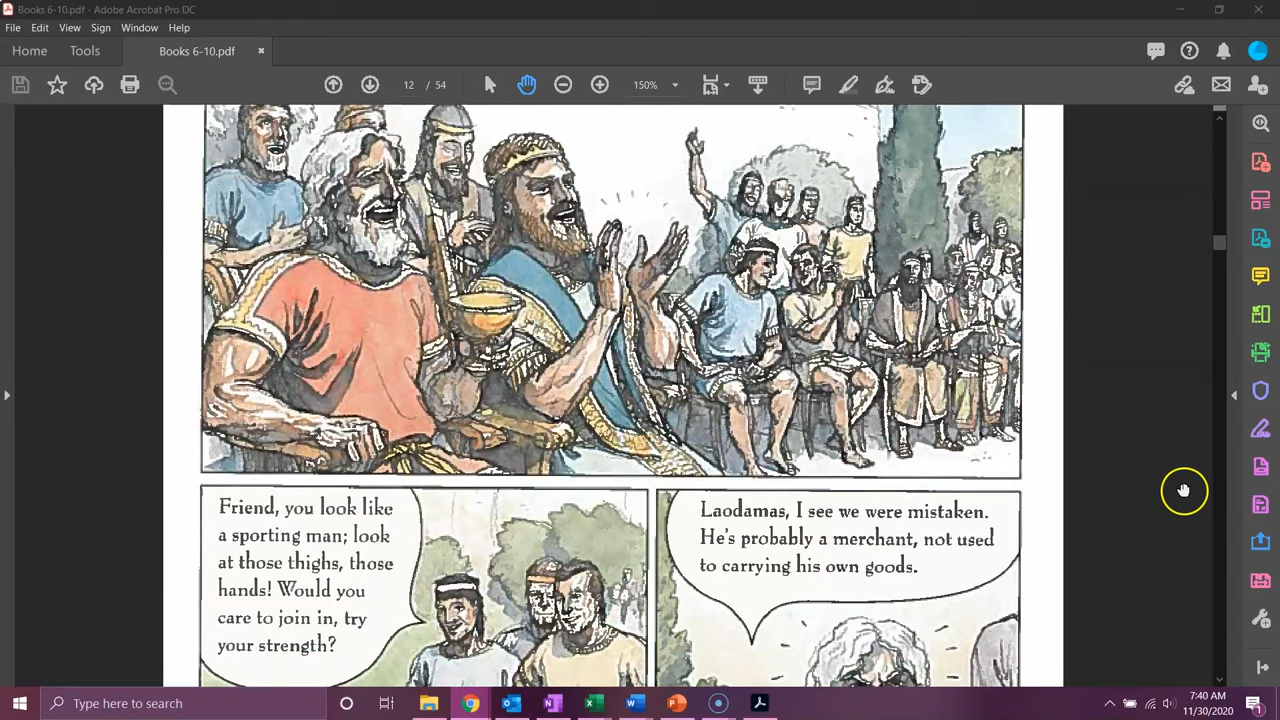 Books 6-10.pdf - Adobe Acrobat Pro DC
File Edit View Sign Window Help
Home Tools Books 6-10.pdf
12 / 54 150%
Friend, you look like
a sporting man; look
at those thighs, those
hands! Would you
care to join in, try
your strength?
Laodamas, I see we were mistaken.
He's probably a merchant, not used
to carrying his own goods.
Type here to search
7:40 AM
11/30/2020
1